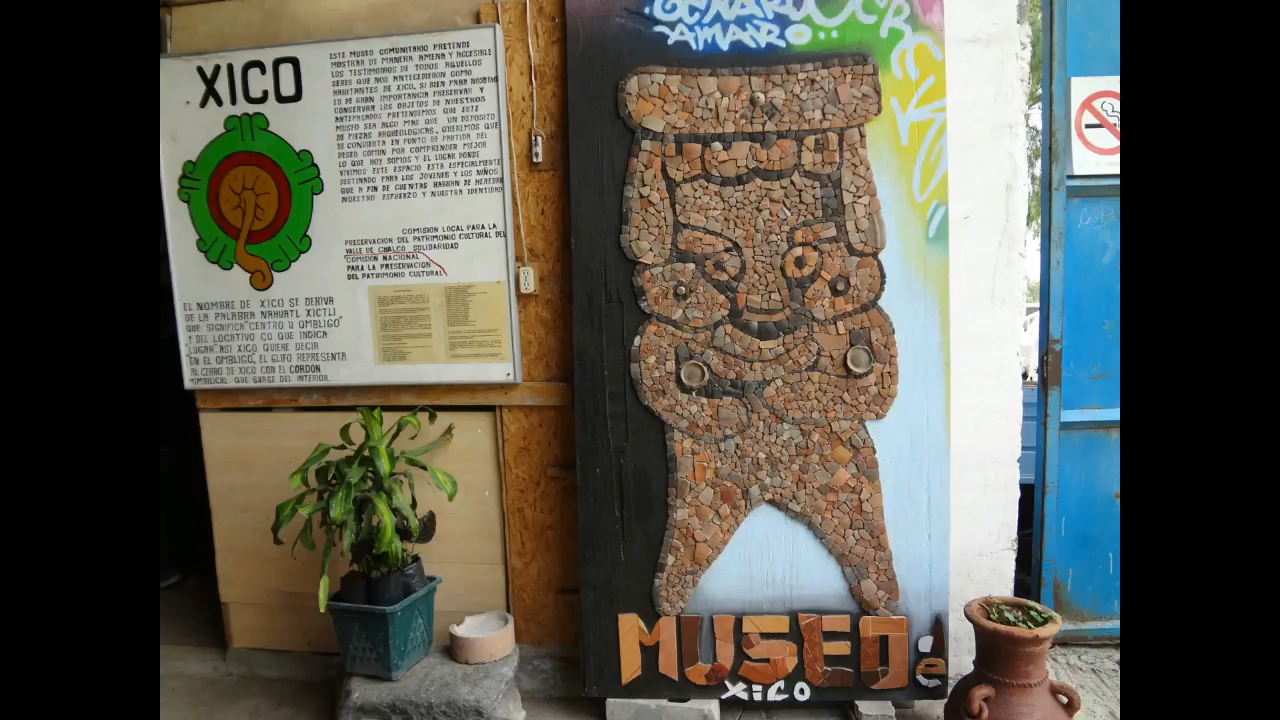 XICO
ESTE MUSEO COMUNITARIO PRETENDE
MOSTRAR DE MANERA AMENA Y ACCESIBLE
LOS TESTIMONIOS DE TODOS AQUELLOS
SERES QUE NOS ANTECEDIERON COMO
HABITANTES DE XICO. SI BIEN PARA NOSOTROS
ES DE GRAN IMPORTANCIA PRESERVAR Y
CONSERVAR LOS OBJETOS DE NUESTROS
ANTEPASADOS PRETENDEMOS QUE ESTE
MUSEO SEA ALGO MAS QUE UN DEPOSITO
DE PIEZAS ARQUEOLOGICAS, QUEREMOS QUE
SE CONVIERTA EN PUNTO DE PARTIDA DEL
DESEO COMUN POR COMPRENDER MEJOR
LO QUE HOY SOMOS Y EL LUGAR DONDE
VIVIMOS ESTE ESPACIO ESTA ESPECIALMENTE
DESTINADO PARA LOS JOVENES Y LOS NIÑOS
QUE A FIN DE CUENTAS HABRAN DE HEREDAR
NUESTRO ESFUERZO Y NUESTRA IDENTIDAD
COMISION LOCAL PARA LA
PRESERVACION DEL PATRIMONIO CULTURAL DEL
VALLE DE CHALCO SOLIDARIDAD
COMISION NACIONAL
PARA LA PRESERVACION
DEL PATRIMONIO CULTURAL
EL NOMBRE DE XICO SE DERIVA
DE LA PALABRA NAHUATL XICTLI
QUE SIGNIFICA "CENTRO U OMBLIGO"
Y DEL LOCATIVO CO QUE INDICA
"LUGAR". ASI XICO QUIERE DECIR
"EN EL OMBLIGO", EL GLIFO REPRESENTA
AL CERRO DE XICO CON EL CORDON
UMBILICAL QUE SURGE DEL INTERIOR.
GENARO
AMARO
MUSEO
de
XiCO